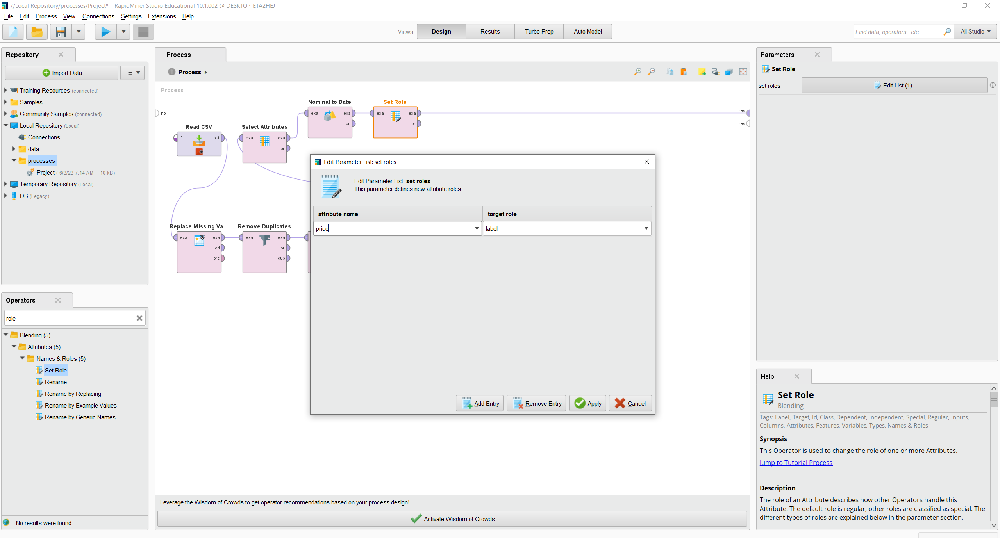 //Local Repository/processes/Project* – RapidMiner Studio Educational 10.1.002 @ DESKTOP-ETA2HEJ
File Edit Process View Connections Settings Extensions Help
Views: Design Results Turbo Prep Auto Model
Find data, operators...etc All Studio
Repository
Import Data
Training Resources (connected)
Samples
Community Samples (connected)
Local Repository (Local)
Connections
data
processes
Project ( 6/3/23 7:14 AM – 10 kB)
Temporary Repository (Local)
DB (Legacy)
Operators
role
Blending (5)
Attributes (5)
Names & Roles (5)
Set Role
Rename
Rename by Replacing
Rename by Example Values
Rename by Generic Names
No results were found.
Process
Process
Process
inp
Nominal to Date
exa exa
ori
Set Role
exa exa
ori
res
res
Read CSV
fil out
Select Attributes
exa exa
ori
Replace Missing Va...
exa exa
ori
pre
Remove Duplicates
exa exa
ori
dup
Edit Parameter List: set roles
Edit Parameter List: set roles
This parameter defines new attribute roles.
attribute name target role
price label
Add Entry Remove Entry Apply Cancel
Leverage the Wisdom of Crowds to get operator recommendations based on your process design!
Activate Wisdom of Crowds
Parameters
Set Role
set roles Edit List (1)...
Help
Set Role
Blending
Tags: Label, Target, Id, Class, Dependent, Independent, Special, Regular, Inputs,
Columns, Attributes, Features, Variables, Types, Names & Roles
Synopsis
This Operator is used to change the role of one or more Attributes.
Jump to Tutorial Process
Description
The role of an Attribute describes how other Operators handle this
Attribute. The default role is regular, other roles are classified as special. The
different types of roles are explained below in the parameter section.